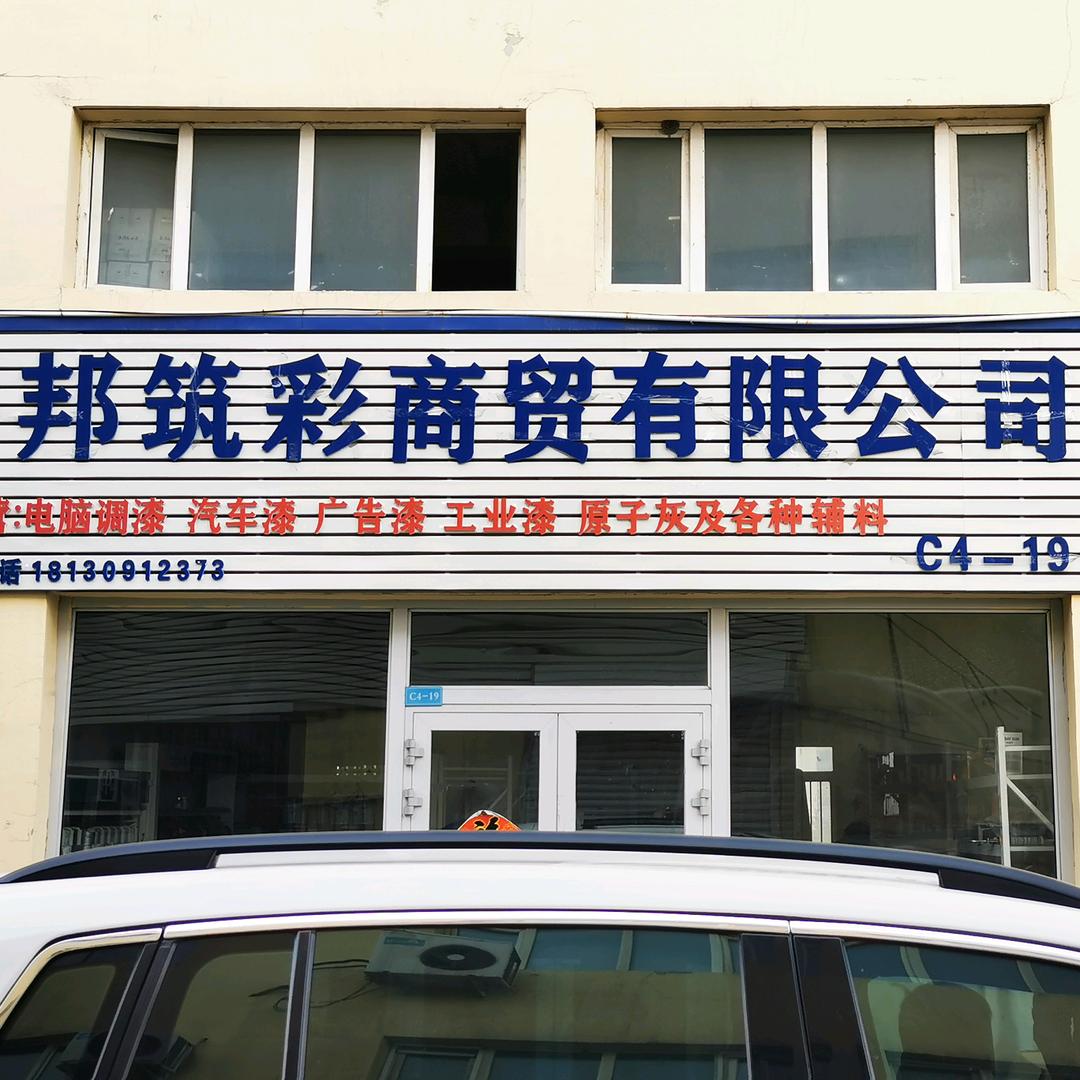 邦筑彩商贸有限公司
营:电脑调漆 汽车漆 广告漆 工业漆 原子灰及各种辅料
话 18130912373
C4-19
C4-19